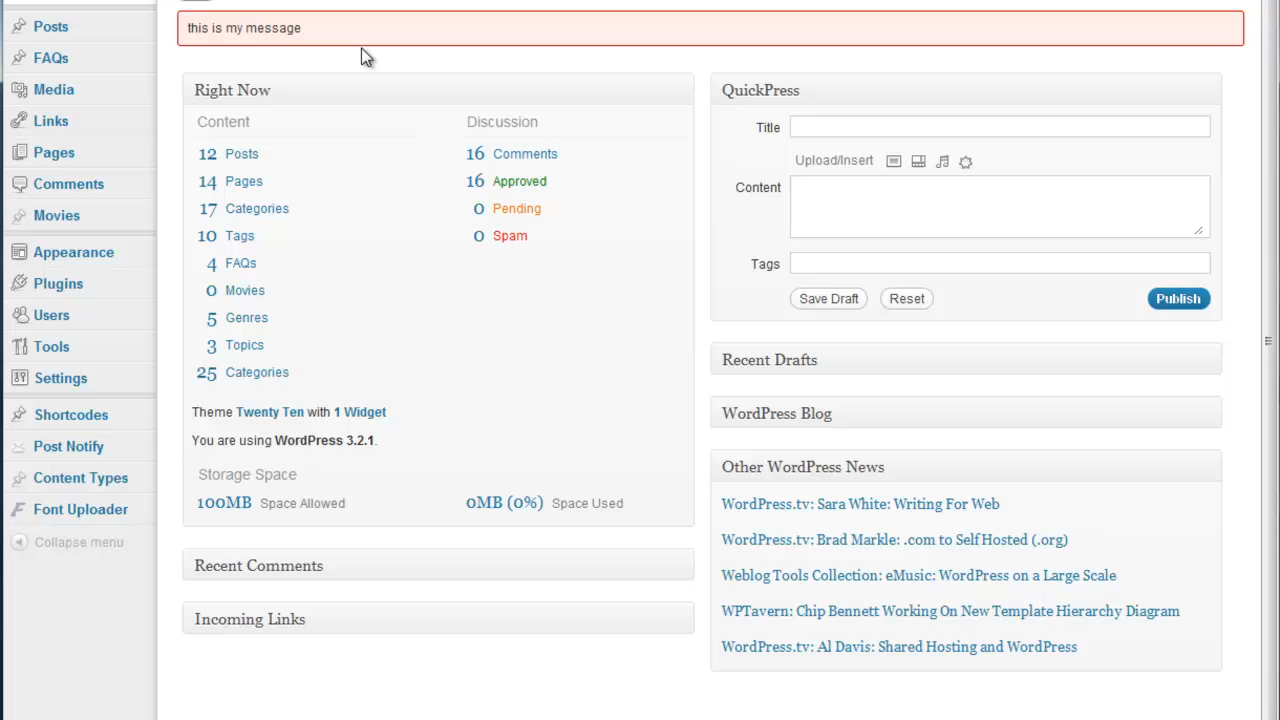 this is my message
Posts
FAQs
Media
Links
Pages
Comments
Movies
Appearance
Plugins
Users
Tools
Settings
Shortcodes
Post Notify
Content Types
Font Uploader
Collapse menu
Right Now
Content
12 Posts
14 Pages
17 Categories
10 Tags
4 FAQs
0 Movies
5 Genres
3 Topics
25 Categories
Discussion
16 Comments
16 Approved
0 Pending
0 Spam
Theme Twenty Ten with 1 Widget
You are using WordPress 3.2.1.
Storage Space
100MB Space Allowed
0MB (0%) Space Used
Recent Comments
Incoming Links
QuickPress
Title
Upload/Insert
Content
Tags
Save Draft
Reset
Publish
Recent Drafts
WordPress Blog
Other WordPress News
WordPress.tv: Sara White: Writing For Web
WordPress.tv: Brad Markle: .com to Self Hosted (.org)
Weblog Tools Collection: eMusic: WordPress on a Large Scale
WPTavern: Chip Bennett Working On New Template Hierarchy Diagram
WordPress.tv: Al Davis: Shared Hosting and WordPress